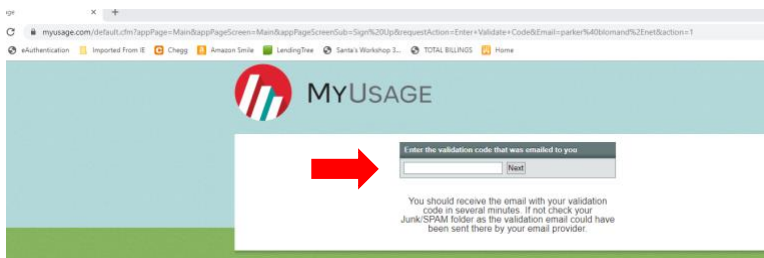 age × +
myusage.com/default.cfm?appPage=Main&appPageScreen=Main&appPageScreenSub=Sign%20Up&requestAction=Enter+Validate+Code&Email=parker%40blomand%2Enet&action=1
eAuthentication Imported From IE Chegg Amazon Smile LendingTree Santa's Workshop 3... TOTAL BILLINGS Home
MYUSAGE
Enter the validation code that was emailed to you
Next
You should receive the email with your validation
code in several minutes. If not check your
Junk/SPAM folder as the validation email could have
been sent there by your email provider.